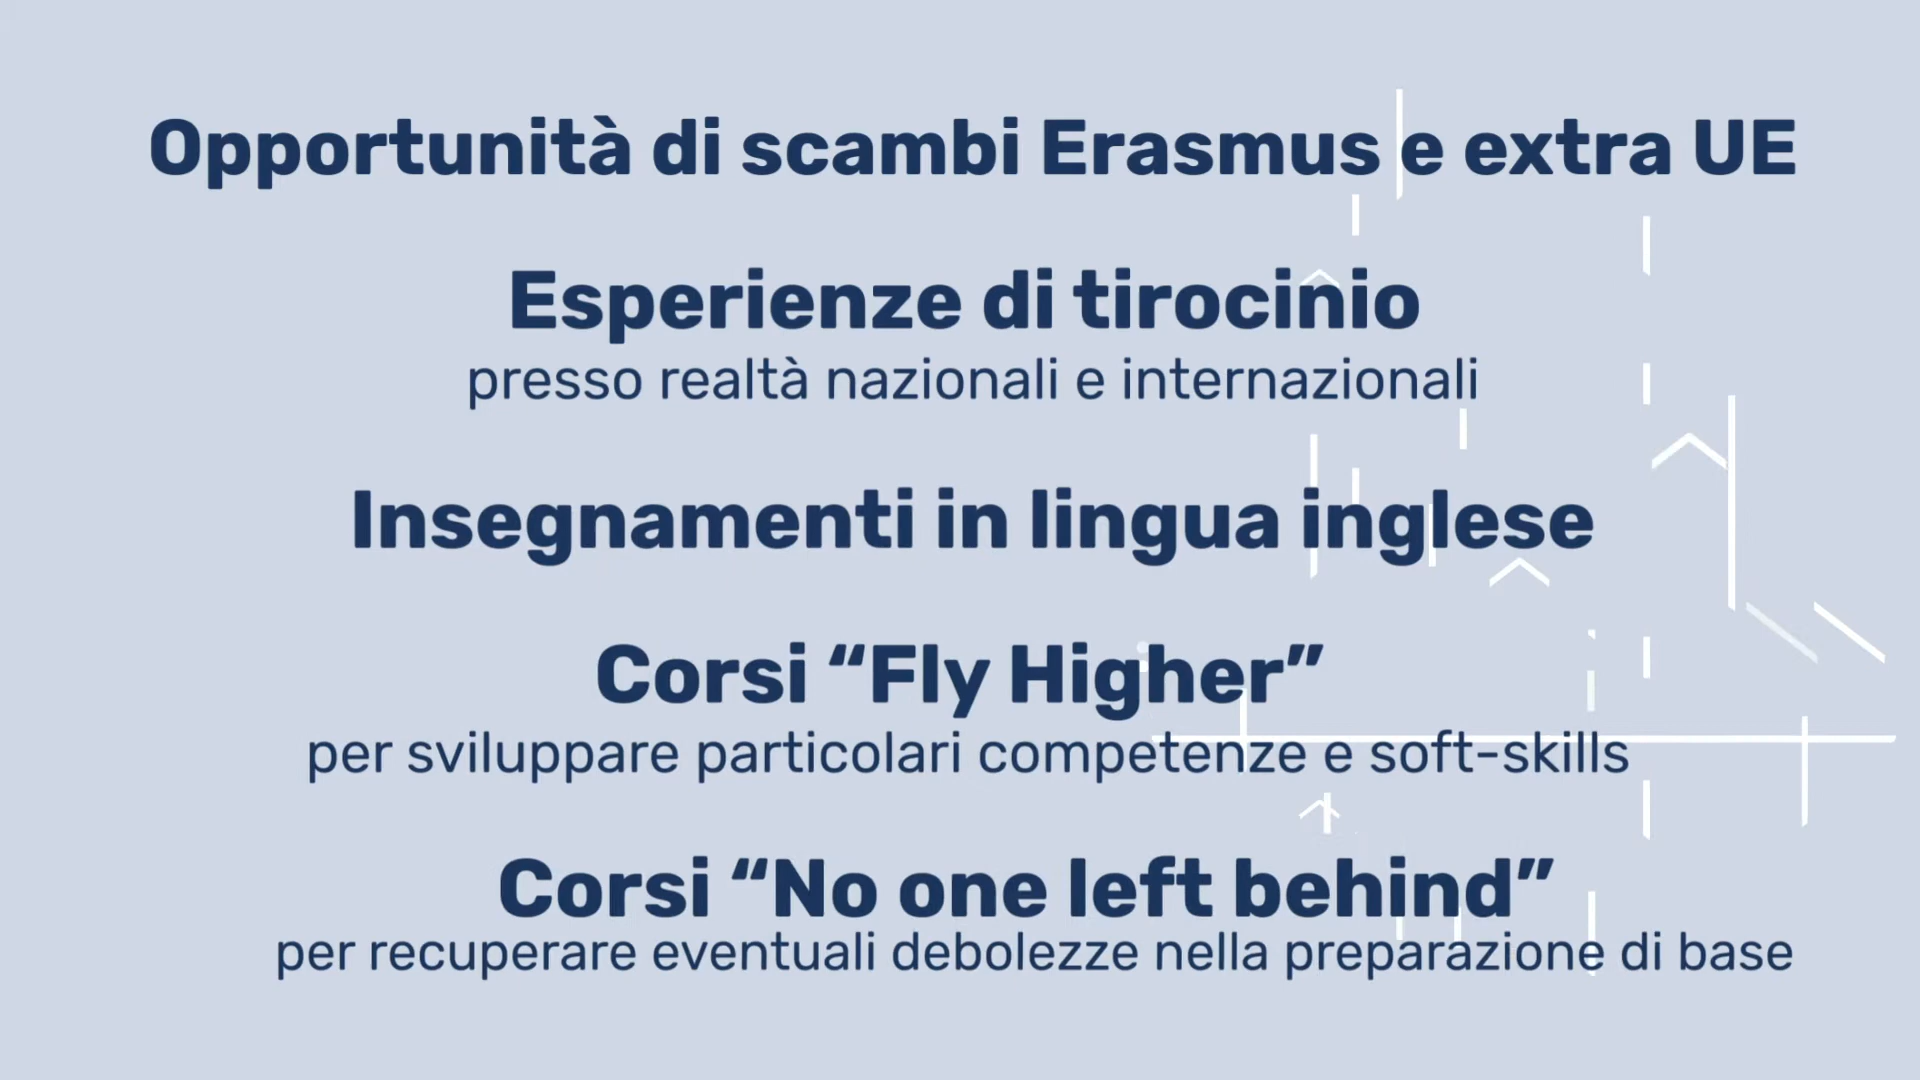 Opportunità di scambi Erasmus e extra UE
Esperienze di tirocinio
presso realtà nazionali e internazionali
Insegnamenti in lingua inglese
Corsi “Fly Higher”
per sviluppare particolari competenze e soft-skills
Corsi “No one left behind”
per recuperare eventuali debolezze nella preparazione di base